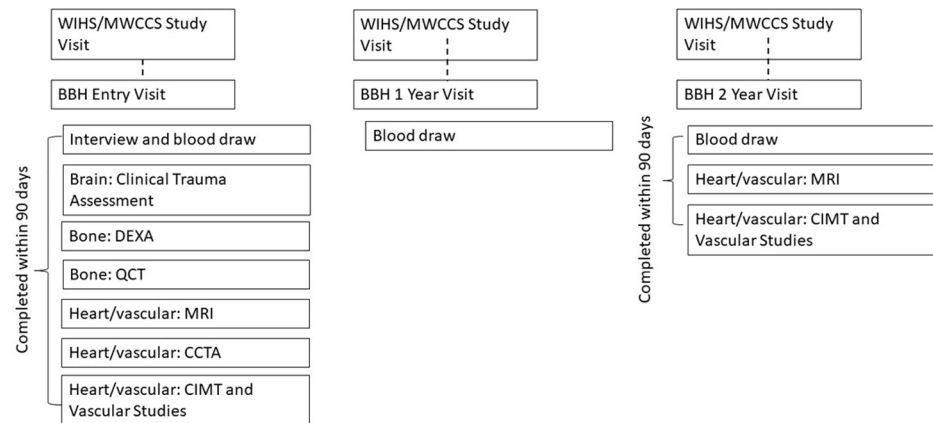 WIHS/MWCCS Study
Visit
BBH Entry Visit
Completed within 90 days
Interview and blood draw
Brain: Clinical Trauma
Assessment
Bone: DEXA
Bone: QCT
Heart/vascular: MRI
Heart/vascular: CCTA
Heart/vascular: CIMT and
Vascular Studies
WIHS/MWCCS Study
Visit
BBH 1 Year Visit
Blood draw
WIHS/MWCCS Study
Visit
BBH 2 Year Visit
Completed within 90 days
Blood draw
Heart/vascular: MRI
Heart/vascular: CIMT and
Vascular Studies